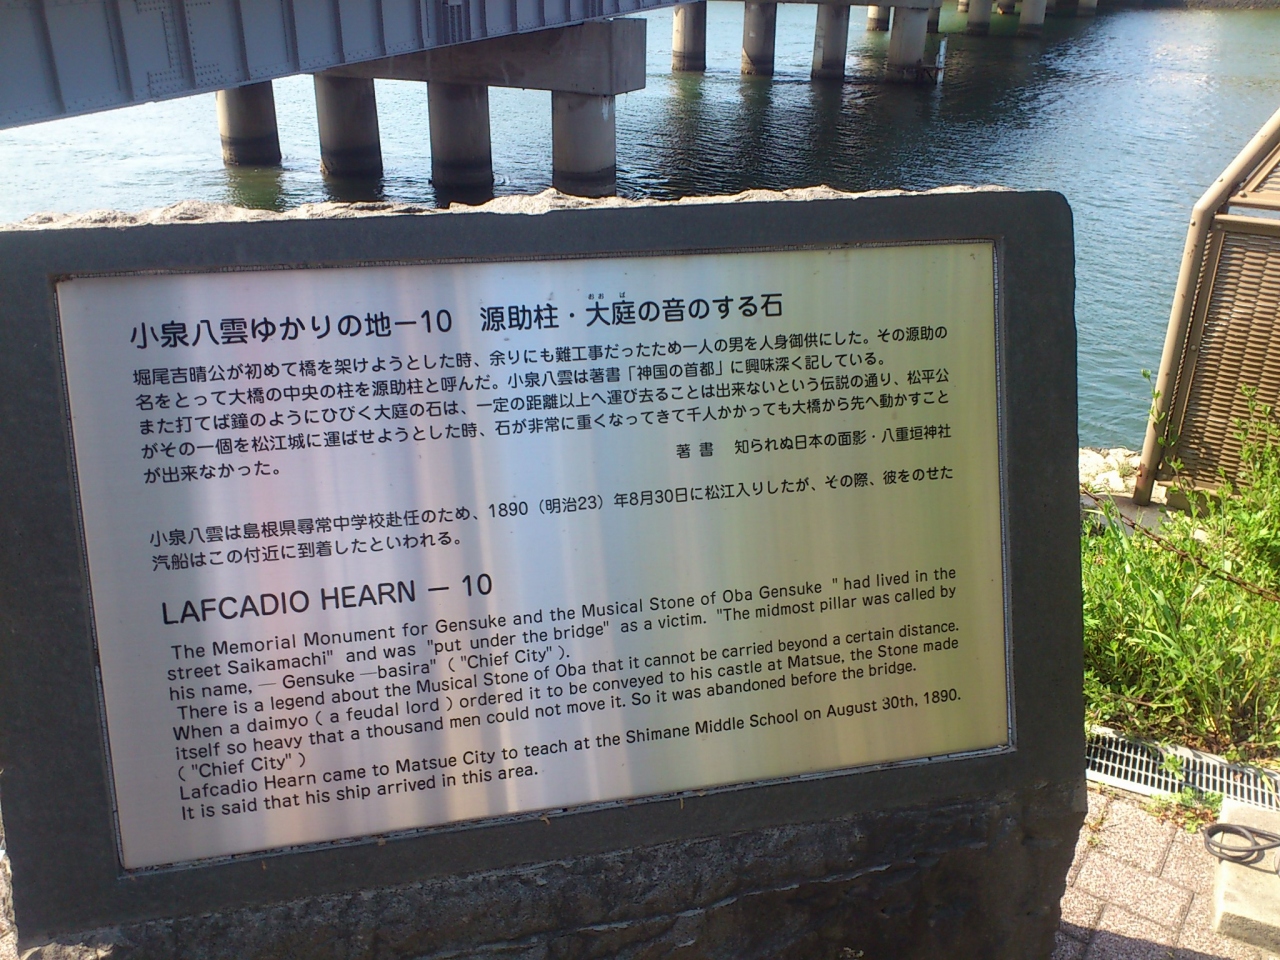 小泉八雲ゆかりの地ー10 源助柱・大庭の音のする石
おお ば
堀尾吉晴公が初めて橋を架けようとした時、余りにも難工事だったため一人の男を人身御供にした。その源助の
名をとって大橋の中央の柱を源助柱と呼んだ。小泉八雲は著書「神国の首都」に興味深く記している。
また打てば鐘のようにひびく大庭の石は、一定の距離以上へ運び去ることは出来ないという伝説の通り、松平公
がその一個を松江城に運ばせようとした時、石が非常に重くなってきて千人かかっても大橋から先へ動かすこと
が出来なかった。
著書 知られぬ日本の面影・八重垣神社
小泉八雲は島根県尋常中学校赴任のため、1890（明治23）年8月30日に松江入りしたが、その際、彼をのせた
汽船はこの付近に到着したといわれる。
LAFCADIO HEARN — 10
The Memorial Monument for Gensuke and the Musical Stone of Oba Gensuke " had lived in the
street Saikamachi" and was "put under the bridge" as a victim. "The midmost pillar was called by
his name, — Gensuke —basira" ( "Chief City" ).
There is a legend about the Musical Stone of Oba that it cannot be carried beyond a certain distance.
When a daimyo ( a feudal lord ) ordered it to be conveyed to his castle at Matsue, the Stone made
itself so heavy that a thousand men could not move it. So it was abandoned before the bridge.
( "Chief City" )
Lafcadio Hearn came to Matsue City to teach at the Shimane Middle School on August 30th, 1890.
It is said that his ship arrived in this area.